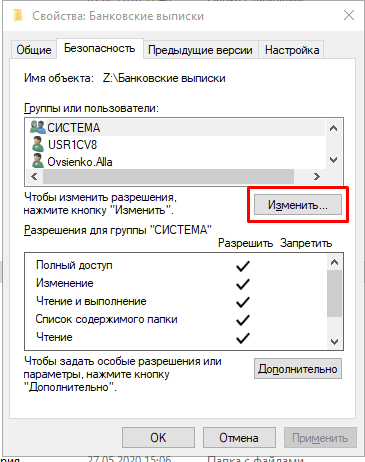 Свойства: Банковские выписки
Общие Безопасность Предыдущие версии Настройка
Имя объекта: Z:\Банковские выписки
Группы или пользователи:
СИСТЕМА
USR1CV8
Ovsienko.Alla
Чтобы изменить разрешения,
нажмите кнопку "Изменить".
Изменить...
Разрешения для группы "СИСТЕМА"
Разрешить Запретить
Полный доступ
Изменение
Чтение и выполнение
Список содержимого папки
Чтение
Чтобы задать особые разрешения или
параметры, нажмите кнопку
"Дополнительно".
Дополнительно
ОК Отмена Применить
27.05.2020 15:06 Папка с файлами